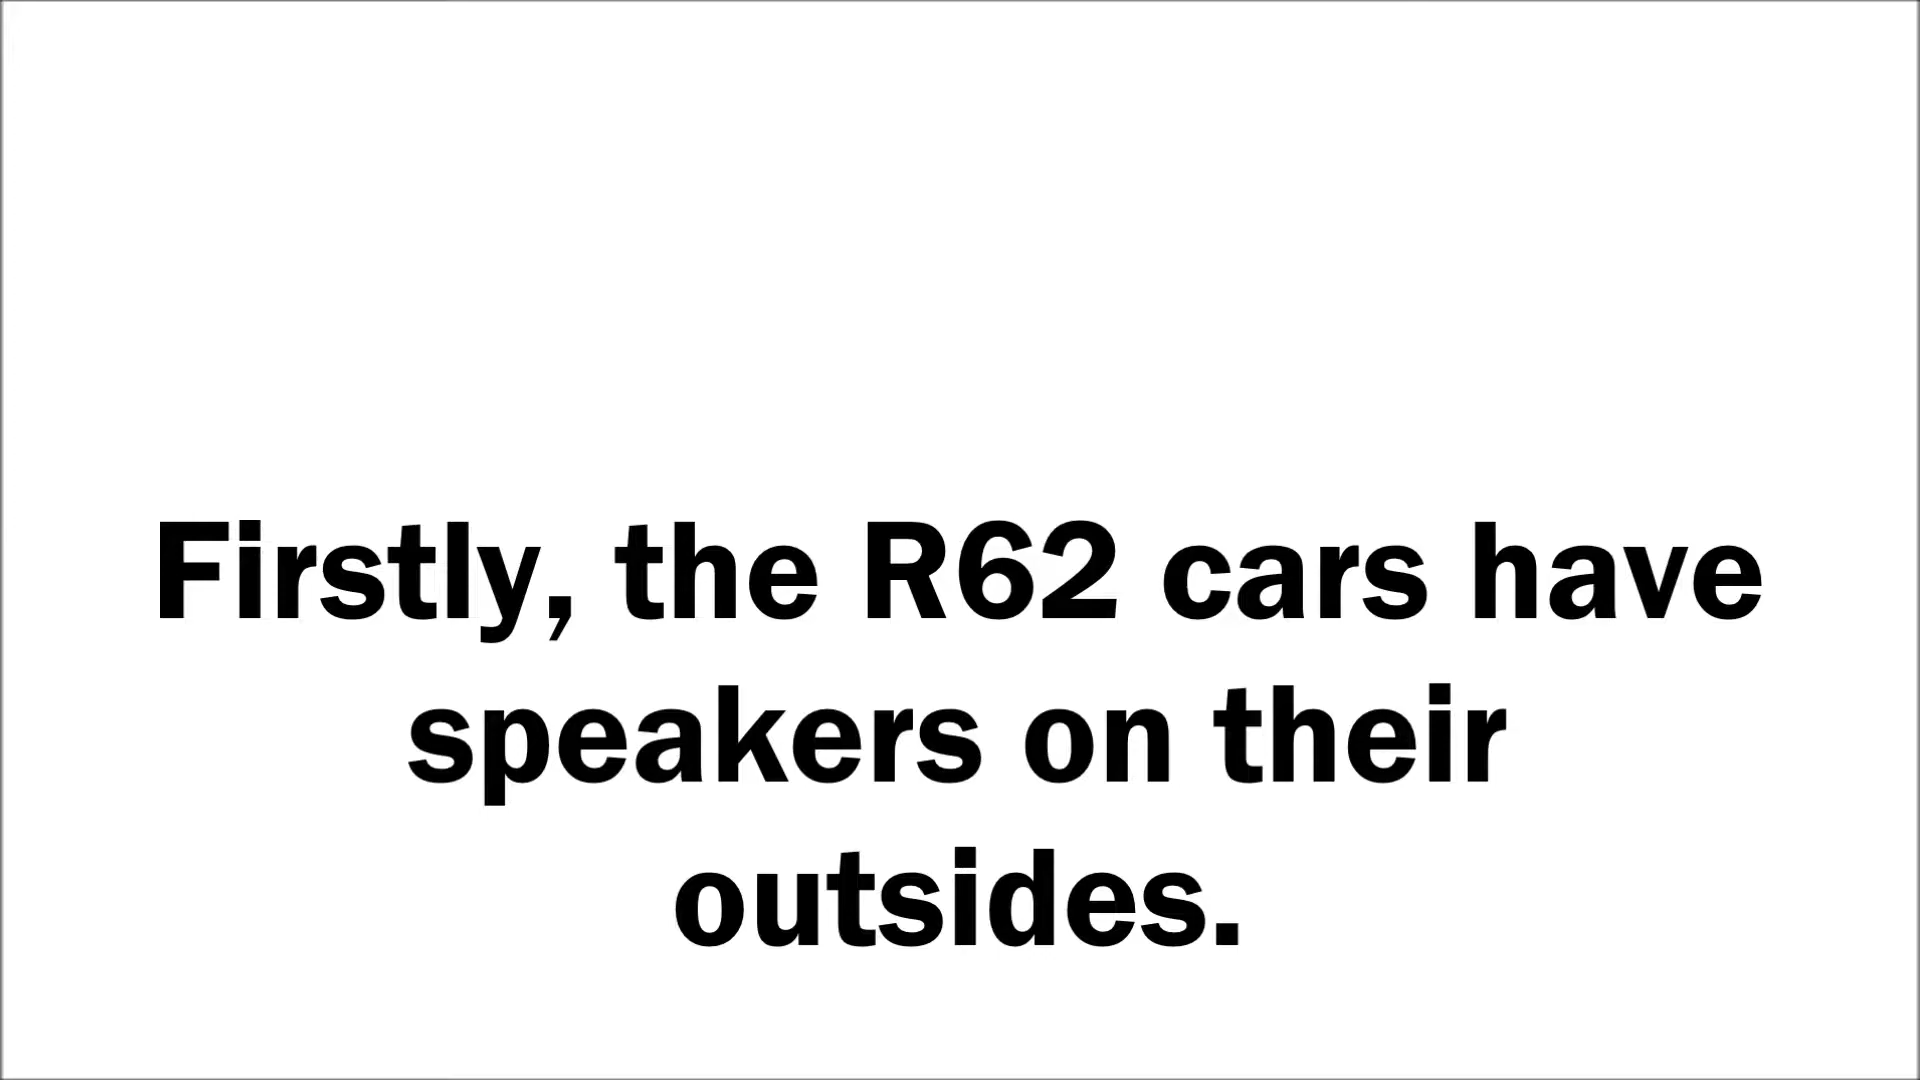 Firstly, the R62 cars have
speakers on their
outsides.